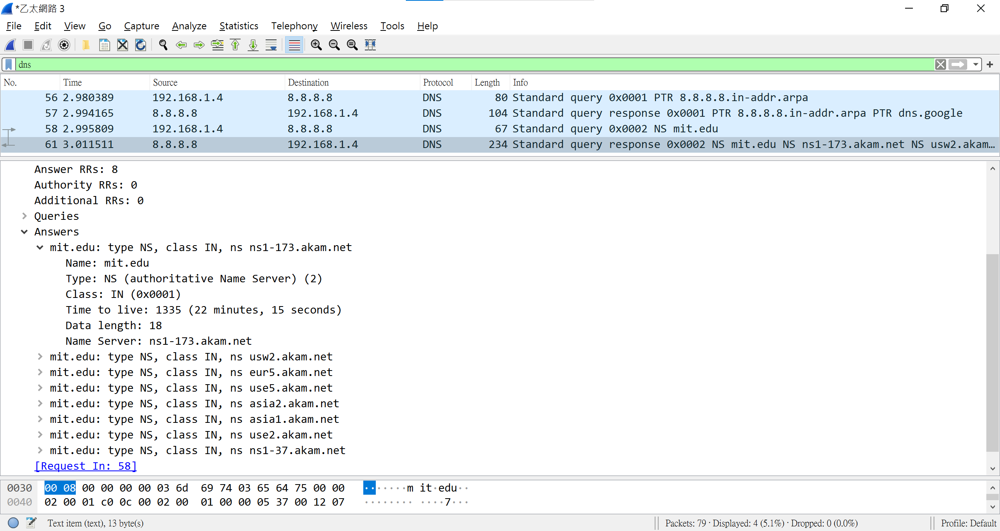 *乙太網路 3
File Edit View Go Capture Analyze Statistics Telephony Wireless Tools Help
dns
No. Time Source Destination Protocol Length Info
56 2.980389 192.168.1.4 8.8.8.8 DNS 80 Standard query 0x0001 PTR 8.8.8.8.in-addr.arpa
57 2.994165 8.8.8.8 192.168.1.4 DNS 104 Standard query response 0x0001 PTR 8.8.8.8.in-addr.arpa PTR dns.google
58 2.995809 192.168.1.4 8.8.8.8 DNS 67 Standard query 0x0002 NS mit.edu
61 3.011511 8.8.8.8 192.168.1.4 DNS 234 Standard query response 0x0002 NS mit.edu NS ns1-173.akam.net NS usw2.akam…
Answer RRs: 8
Authority RRs: 0
Additional RRs: 0
Queries
Answers
mit.edu: type NS, class IN, ns ns1-173.akam.net
Name: mit.edu
Type: NS (authoritative Name Server) (2)
Class: IN (0x0001)
Time to live: 1335 (22 minutes, 15 seconds)
Data length: 18
Name Server: ns1-173.akam.net
mit.edu: type NS, class IN, ns usw2.akam.net
mit.edu: type NS, class IN, ns eur5.akam.net
mit.edu: type NS, class IN, ns use5.akam.net
mit.edu: type NS, class IN, ns asia2.akam.net
mit.edu: type NS, class IN, ns asia1.akam.net
mit.edu: type NS, class IN, ns use2.akam.net
mit.edu: type NS, class IN, ns ns1-37.akam.net
[Request In: 58]
0030 00 08 00 00 00 00 03 6d 69 74 03 65 64 75 00 00 ·······m it·edu··
0040 02 00 01 c0 0c 00 02 00 01 00 00 05 37 00 12 07 ········ ····7···
Text item (text), 13 byte(s) Packets: 79 · Displayed: 4 (5.1%) · Dropped: 0 (0.0%) Profile: Default